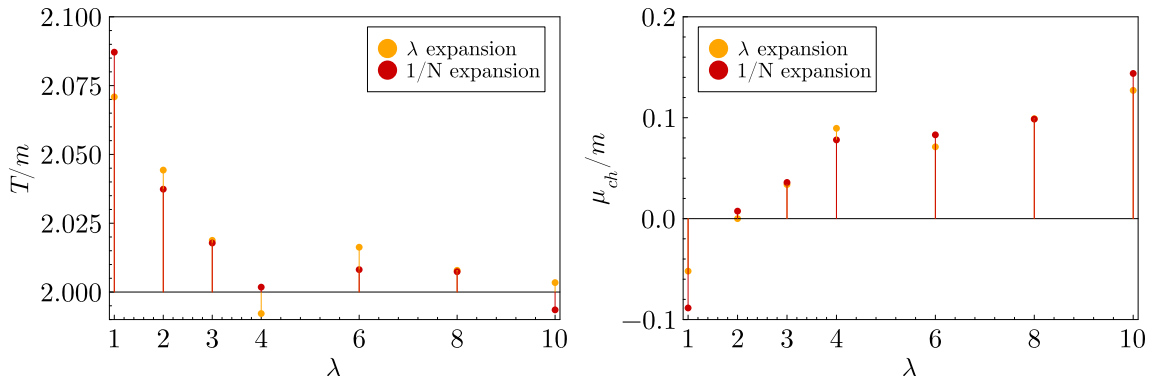 2.100
2.075
2.050
2.025
2.000
T/m
λ expansion
1/N expansion
1 2 3 4 6 8 10
λ
0.2
0.1
0.0
−0.1
μch/m
λ expansion
1/N expansion
1 2 3 4 6 8 10
λ